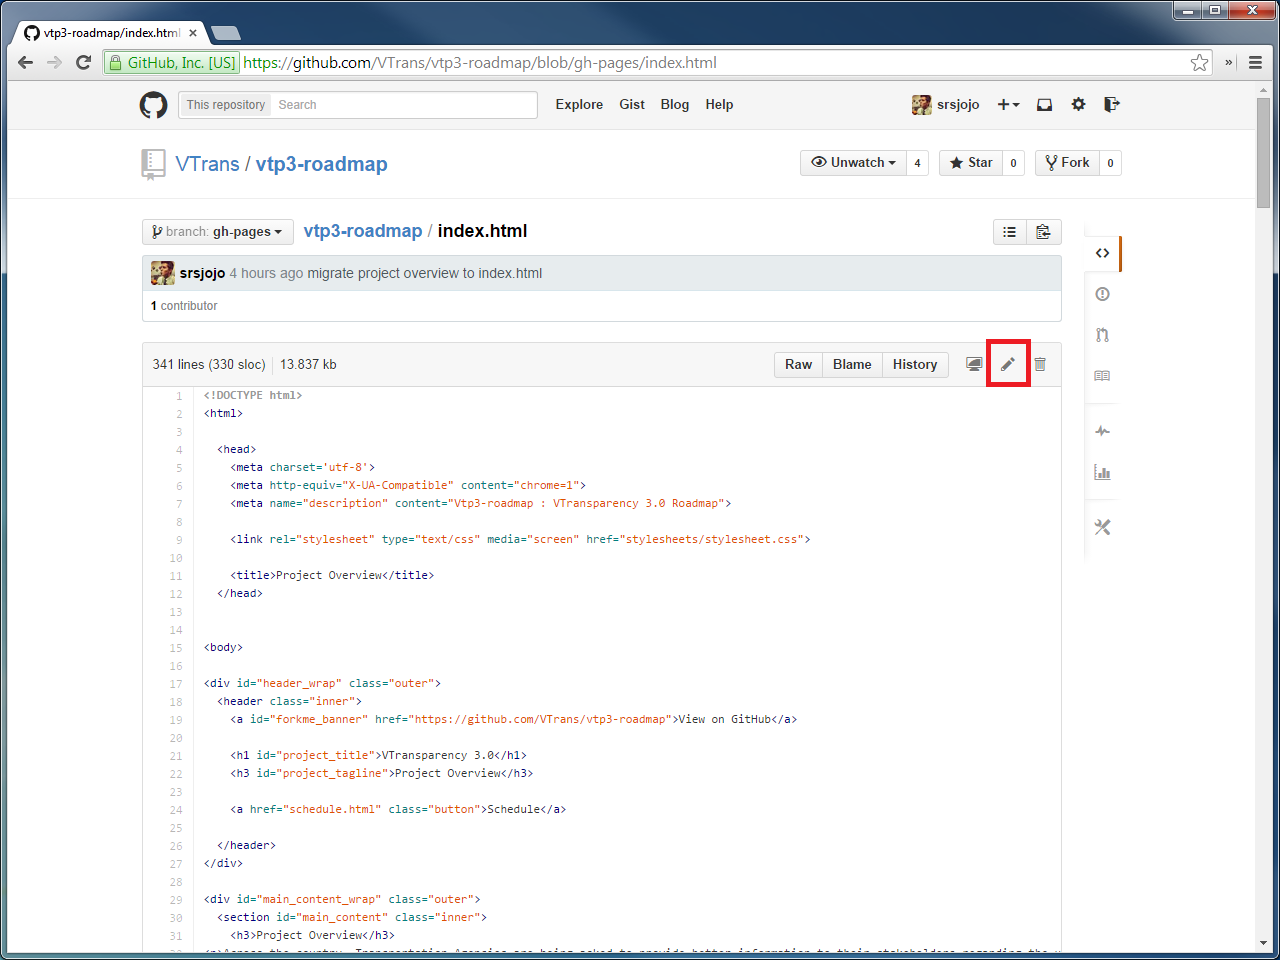 vtp3-roadmap/index.html
GitHub, Inc. [US] https://github.com/VTrans/vtp3-roadmap/blob/gh-pages/index.html
This repository Search Explore Gist Blog Help srsjojo
VTrans / vtp3-roadmap Unwatch 4 Star 0 Fork 0
branch: gh-pages vtp3-roadmap / index.html
srsjojo 4 hours ago migrate project overview to index.html
1 contributor
341 lines (330 sloc) 13.837 kb Raw Blame History
1 <!DOCTYPE html>
2 <html>
3
4 <head>
5 <meta charset='utf-8'>
6 <meta http-equiv="X-UA-Compatible" content="chrome=1">
7 <meta name="description" content="Vtp3-roadmap : VTransparency 3.0 Roadmap">
8
9 <link rel="stylesheet" type="text/css" media="screen" href="stylesheets/stylesheet.css">
10
11 <title>Project Overview</title>
12 </head>
13
14
15 <body>
16
17 <div id="header_wrap" class="outer">
18 <header class="inner">
19 <a id="forkme_banner" href="https://github.com/VTrans/vtp3-roadmap">View on GitHub</a>
20
21 <h1 id="project_title">VTransparency 3.0</h1>
22 <h3 id="project_tagline">Project Overview</h3>
23
24 <a href="schedule.html" class="button">Schedule</a>
25
26 </header>
27 </div>
28
29 <div id="main_content_wrap" class="outer">
30 <section id="main_content" class="inner">
31 <h3>Project Overview</h3>